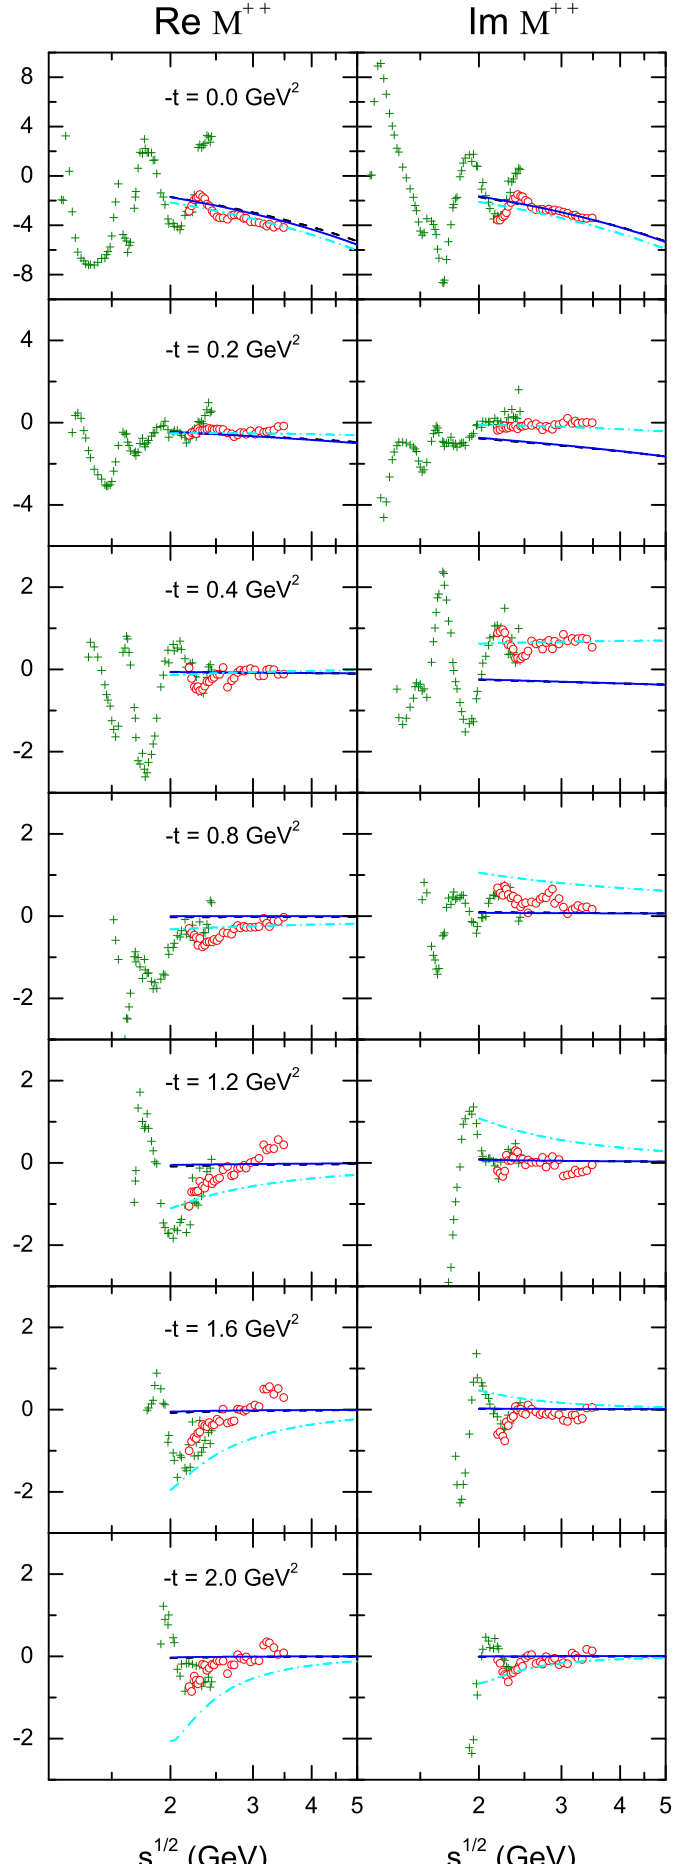 Re M⁺⁺ Im M⁺⁺
-t = 0.0 GeV²
8
4
0
-4
-8
-t = 0.2 GeV²
4
0
-4
-t = 0.4 GeV²
2
0
-2
-t = 0.8 GeV²
2
0
-2
-t = 1.2 GeV²
2
0
-2
-t = 1.6 GeV²
2
0
-2
-t = 2.0 GeV²
2
0
-2
2 3 4 5 2 3 4 5
s^1/2 (GeV) s^1/2 (GeV)